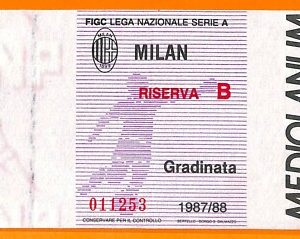 FIGC LEGA NAZIONALE SERIE A
MILAN
RISERVA B
Gradinata
011253 1987/88
CONSERVARE PER IL CONTROLLO
MEDIOLANUM